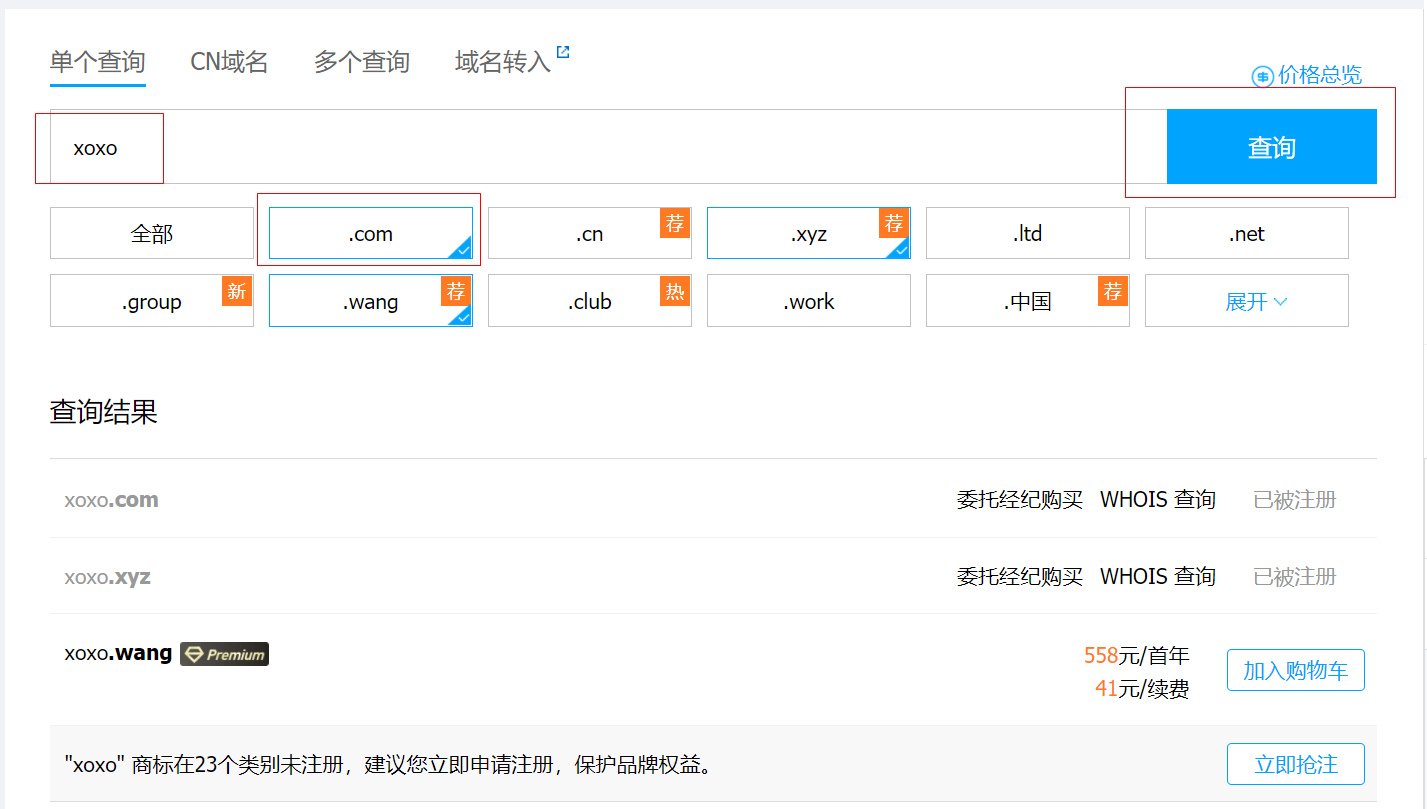 单个查询 CN域名 多个查询 域名转入
价格总览
xoxo 查询
全部 .com .cn 荐 .xyz 荐 .ltd .net
.group 新 .wang 荐 .club 热 .work .中国 荐 展开
查询结果
xoxo.com 委托经纪购买 WHOIS 查询 已被注册
xoxo.xyz 委托经纪购买 WHOIS 查询 已被注册
xoxo.wang Premium 558元/首年
41元/续费 加入购物车
"xoxo" 商标在23个类别未注册，建议您立即申请注册，保护品牌权益。 立即抢注